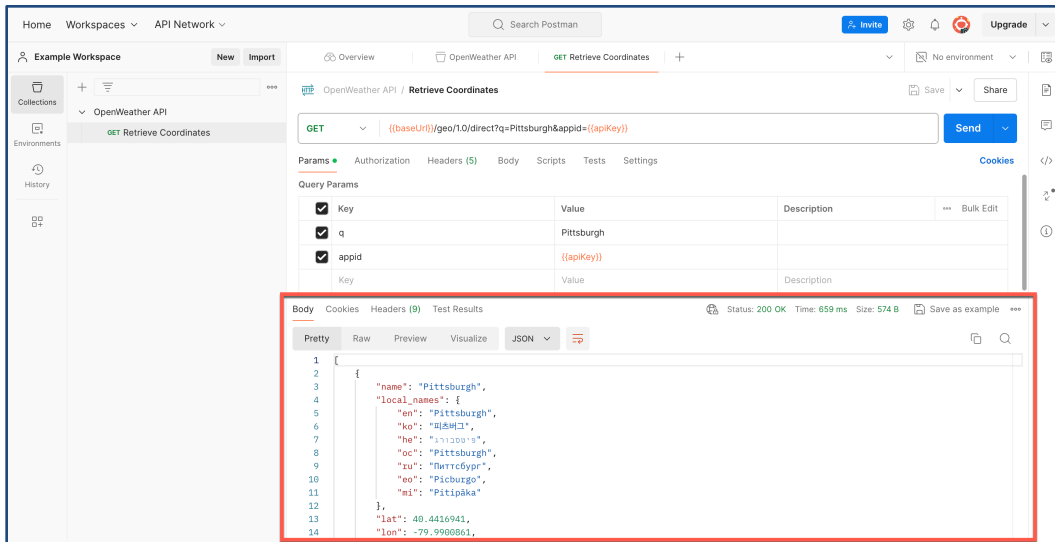 Home Workspaces API Network Search Postman Invite Upgrade
Example Workspace New Import Overview OpenWeather API GET Retrieve Coordinates No environment
Collections
Environments
History
OpenWeather API
GET Retrieve Coordinates
HTTP OpenWeather API / Retrieve Coordinates Save Share
GET {{baseUrl}}/geo/1.0/direct?q=Pittsburgh&appid={{apiKey}} Send
Params Authorization Headers (5) Body Scripts Tests Settings Cookies
Query Params
Key Value Description Bulk Edit
q Pittsburgh
appid {{apiKey}}
Key Value Description
Body Cookies Headers (9) Test Results Status: 200 OK Time: 659 ms Size: 574 B Save as example
Pretty Raw Preview Visualize JSON
1 [
2 {
3 "name": "Pittsburgh",
4 "local_names": {
5 "en": "Pittsburgh",
6 "ko": "피츠버그",
7 "he": "פיטסבורג",
8 "oc": "Pittsburgh",
9 "ru": "Питтсбург",
10 "eo": "Picburgo",
11 "mi": "Pitipāka"
12 },
13 "lat": 40.4416941,
14 "lon": -79.9900861,